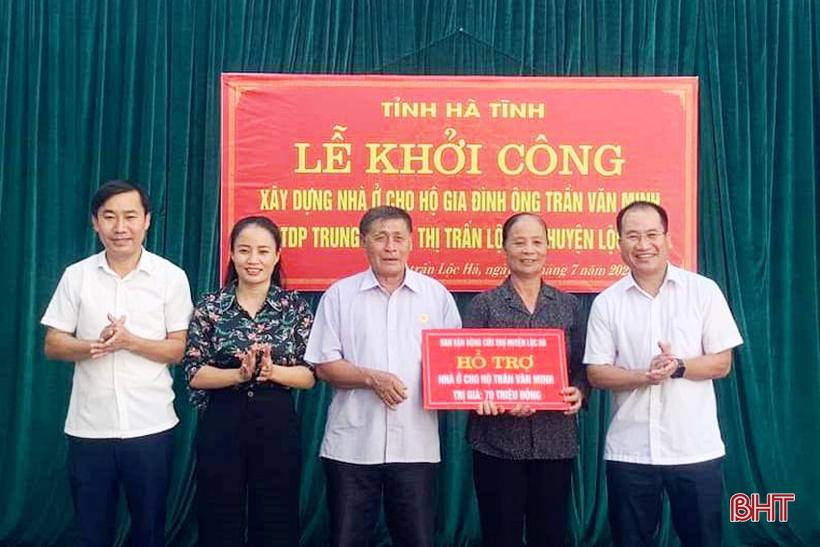 TỈNH HÀ TĨNH
LỄ KHỞI CÔNG
XÂY DỰNG NHÀ Ở CHO HỘ GIA ĐÌNH ÔNG TRẦN VĂN MINH
TDP TRUNG THỊ TRẤN LỘC HUYỆN LỘC
trấn Lộc Hà, ngày tháng 7 năm
BAN VẬN ĐỘNG CỨU TRỢ HUYỆN LỘC HÀ
HỖ TRỢ
NHÀ Ở CHO HỘ TRẦN VĂN MINH
TRỊ GIÁ: 70 TRIỆU ĐỒNG
BHT